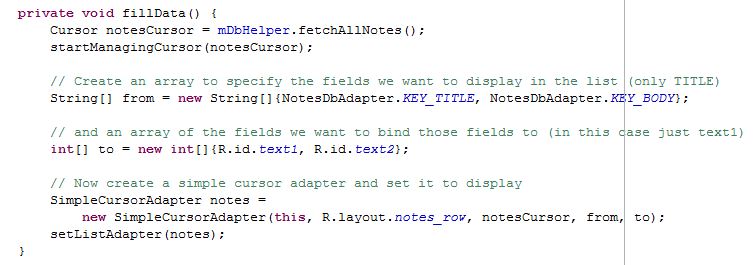 private void fillData() {
    Cursor notesCursor = mDbHelper.fetchAllNotes();
    startManagingCursor(notesCursor);

    // Create an array to specify the fields we want to display in the list (only TITLE)
    String[] from = new String[]{NotesDbAdapter.KEY_TITLE, NotesDbAdapter.KEY_BODY};

    // and an array of the fields we want to bind those fields to (in this case just text1)
    int[] to = new int[]{R.id.text1, R.id.text2};

    // Now create a simple cursor adapter and set it to display
    SimpleCursorAdapter notes =
        new SimpleCursorAdapter(this, R.layout.notes_row, notesCursor, from, to);
    setListAdapter(notes);
}